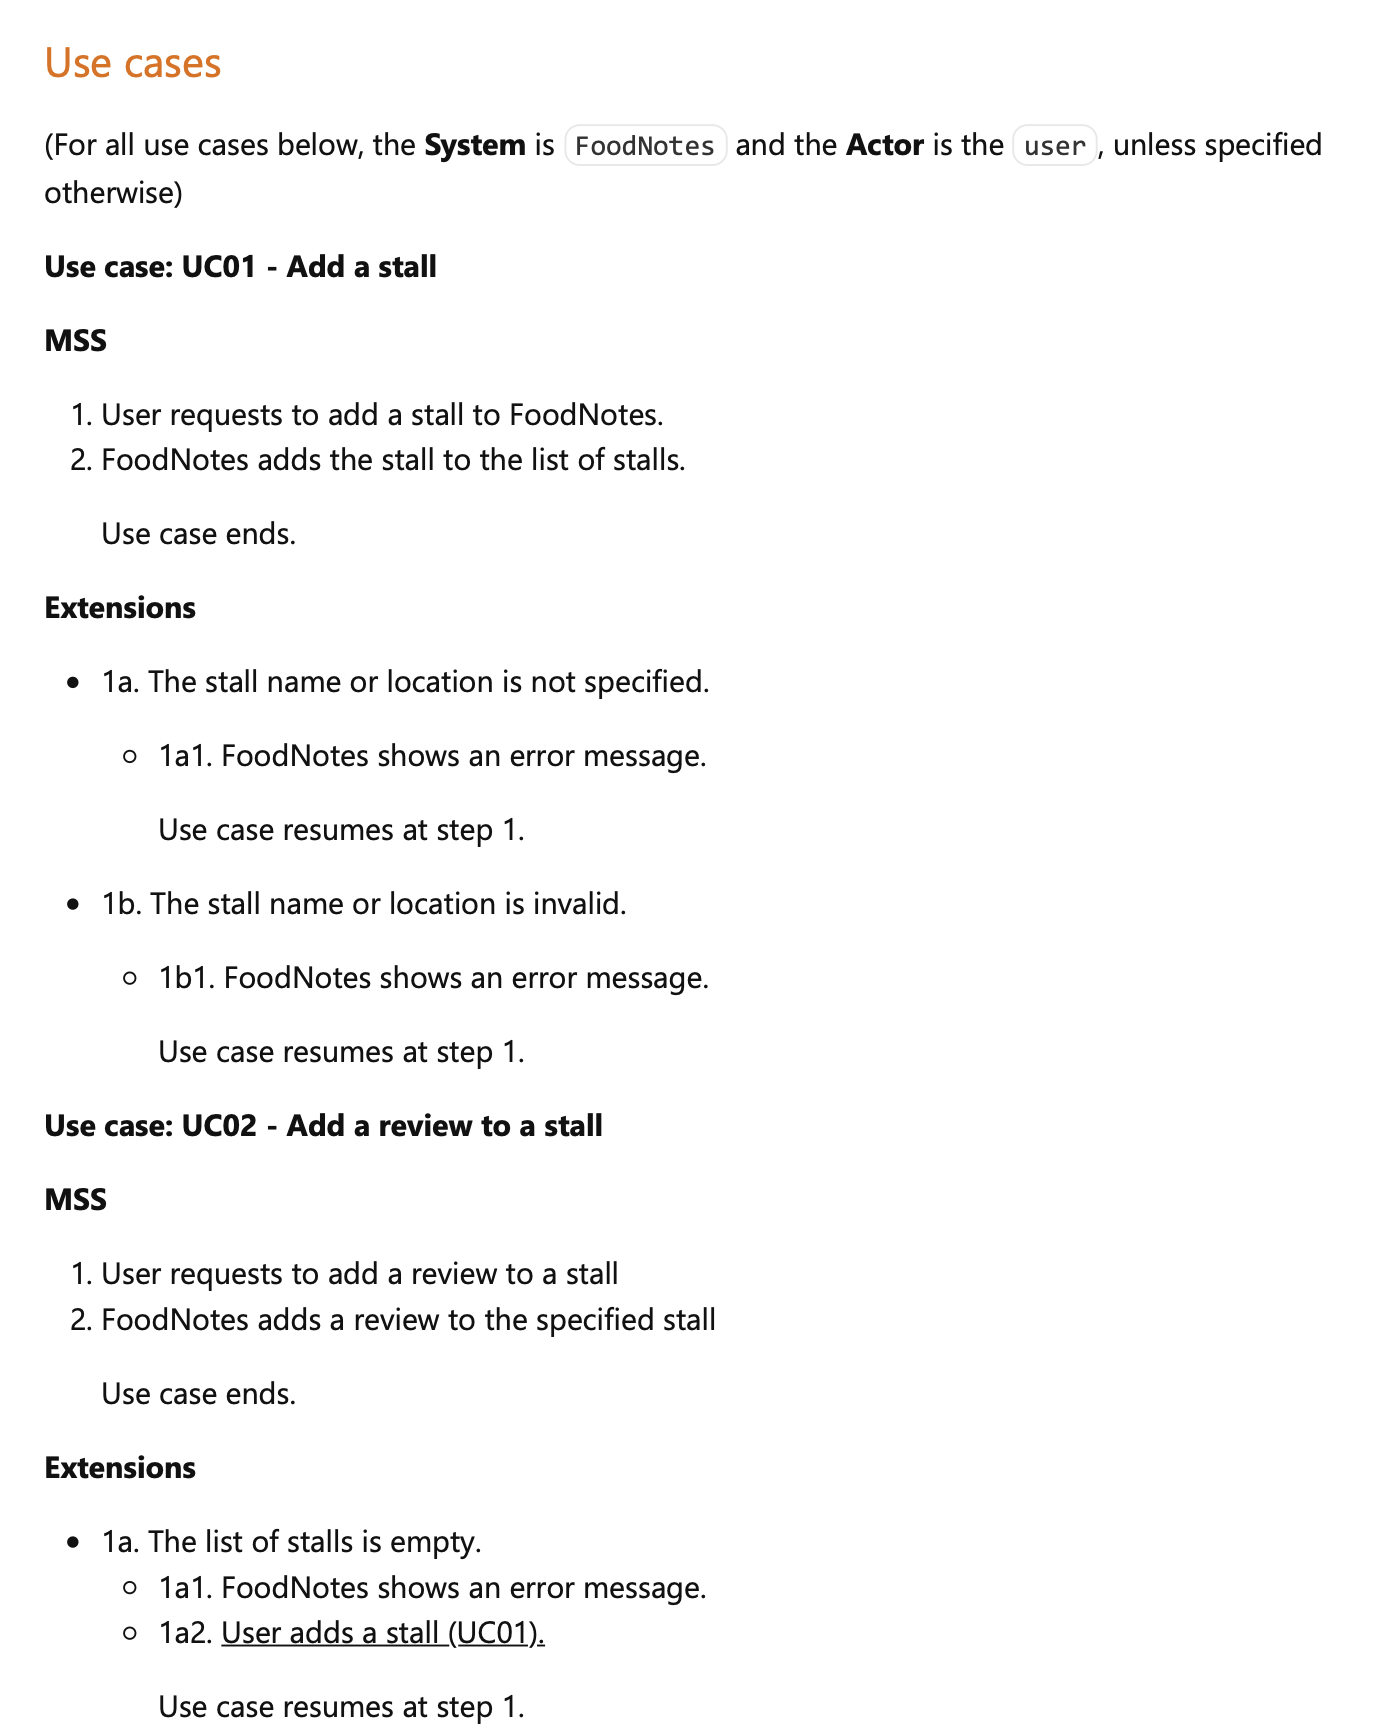 Use cases
(For all use cases below, the System is FoodNotes and the Actor is the user, unless specified
otherwise)
Use case: UC01 - Add a stall
MSS
1. User requests to add a stall to FoodNotes.
2. FoodNotes adds the stall to the list of stalls.
Use case ends.
Extensions
• 1a. The stall name or location is not specified.
○ 1a1. FoodNotes shows an error message.
Use case resumes at step 1.
• 1b. The stall name or location is invalid.
○ 1b1. FoodNotes shows an error message.
Use case resumes at step 1.
Use case: UC02 - Add a review to a stall
MSS
1. User requests to add a review to a stall
2. FoodNotes adds a review to the specified stall
Use case ends.
Extensions
• 1a. The list of stalls is empty.
○ 1a1. FoodNotes shows an error message.
○ 1a2. User adds a stall (UC01).
Use case resumes at step 1.